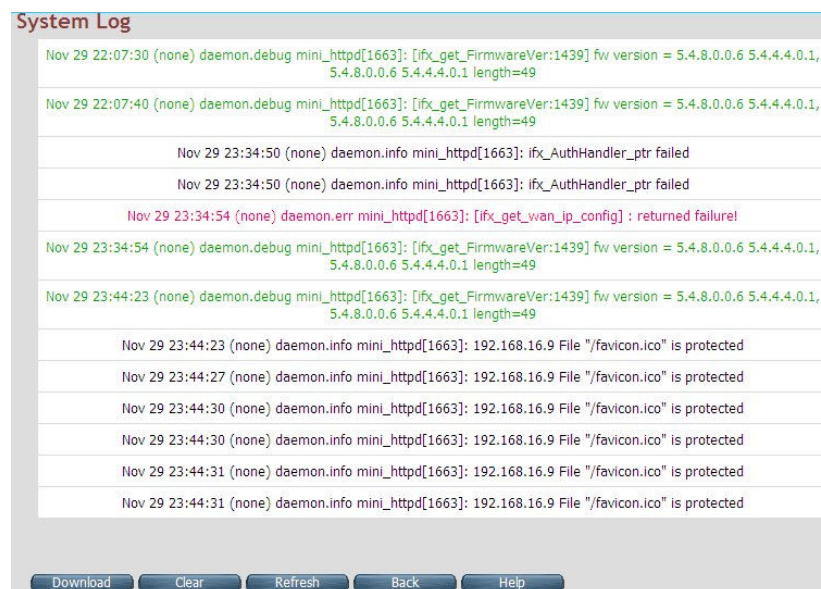 System Log
Nov 29 22:07:30 (none) daemon.debug mini_httpd[1663]: [ifx_get_FirmwareVer:1439] fw version = 5.4.8.0.0.6 5.4.4.4.0.1,
5.4.8.0.0.6 5.4.4.4.0.1 length=49
Nov 29 22:07:40 (none) daemon.debug mini_httpd[1663]: [ifx_get_FirmwareVer:1439] fw version = 5.4.8.0.0.6 5.4.4.4.0.1,
5.4.8.0.0.6 5.4.4.4.0.1 length=49
Nov 29 23:34:50 (none) daemon.info mini_httpd[1663]: ifx_AuthHandler_ptr failed
Nov 29 23:34:50 (none) daemon.info mini_httpd[1663]: ifx_AuthHandler_ptr failed
Nov 29 23:34:54 (none) daemon.err mini_httpd[1663]: [ifx_get_wan_ip_config] : returned failure!
Nov 29 23:34:54 (none) daemon.debug mini_httpd[1663]: [ifx_get_FirmwareVer:1439] fw version = 5.4.8.0.0.6 5.4.4.4.0.1,
5.4.8.0.0.6 5.4.4.4.0.1 length=49
Nov 29 23:44:23 (none) daemon.debug mini_httpd[1663]: [ifx_get_FirmwareVer:1439] fw version = 5.4.8.0.0.6 5.4.4.4.0.1,
5.4.8.0.0.6 5.4.4.4.0.1 length=49
Nov 29 23:44:23 (none) daemon.info mini_httpd[1663]: 192.168.16.9 File "/favicon.ico" is protected
Nov 29 23:44:27 (none) daemon.info mini_httpd[1663]: 192.168.16.9 File "/favicon.ico" is protected
Nov 29 23:44:30 (none) daemon.info mini_httpd[1663]: 192.168.16.9 File "/favicon.ico" is protected
Nov 29 23:44:30 (none) daemon.info mini_httpd[1663]: 192.168.16.9 File "/favicon.ico" is protected
Nov 29 23:44:31 (none) daemon.info mini_httpd[1663]: 192.168.16.9 File "/favicon.ico" is protected
Nov 29 23:44:31 (none) daemon.info mini_httpd[1663]: 192.168.16.9 File "/favicon.ico" is protected
Download Clear Refresh Back Help